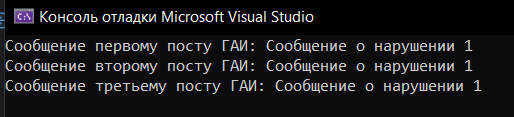 Консоль отладки Microsoft Visual Studio
Сообщение первому посту ГАИ: Сообщение о нарушении 1
Сообщение второму посту ГАИ: Сообщение о нарушении 1
Сообщение третьему посту ГАИ: Сообщение о нарушении 1